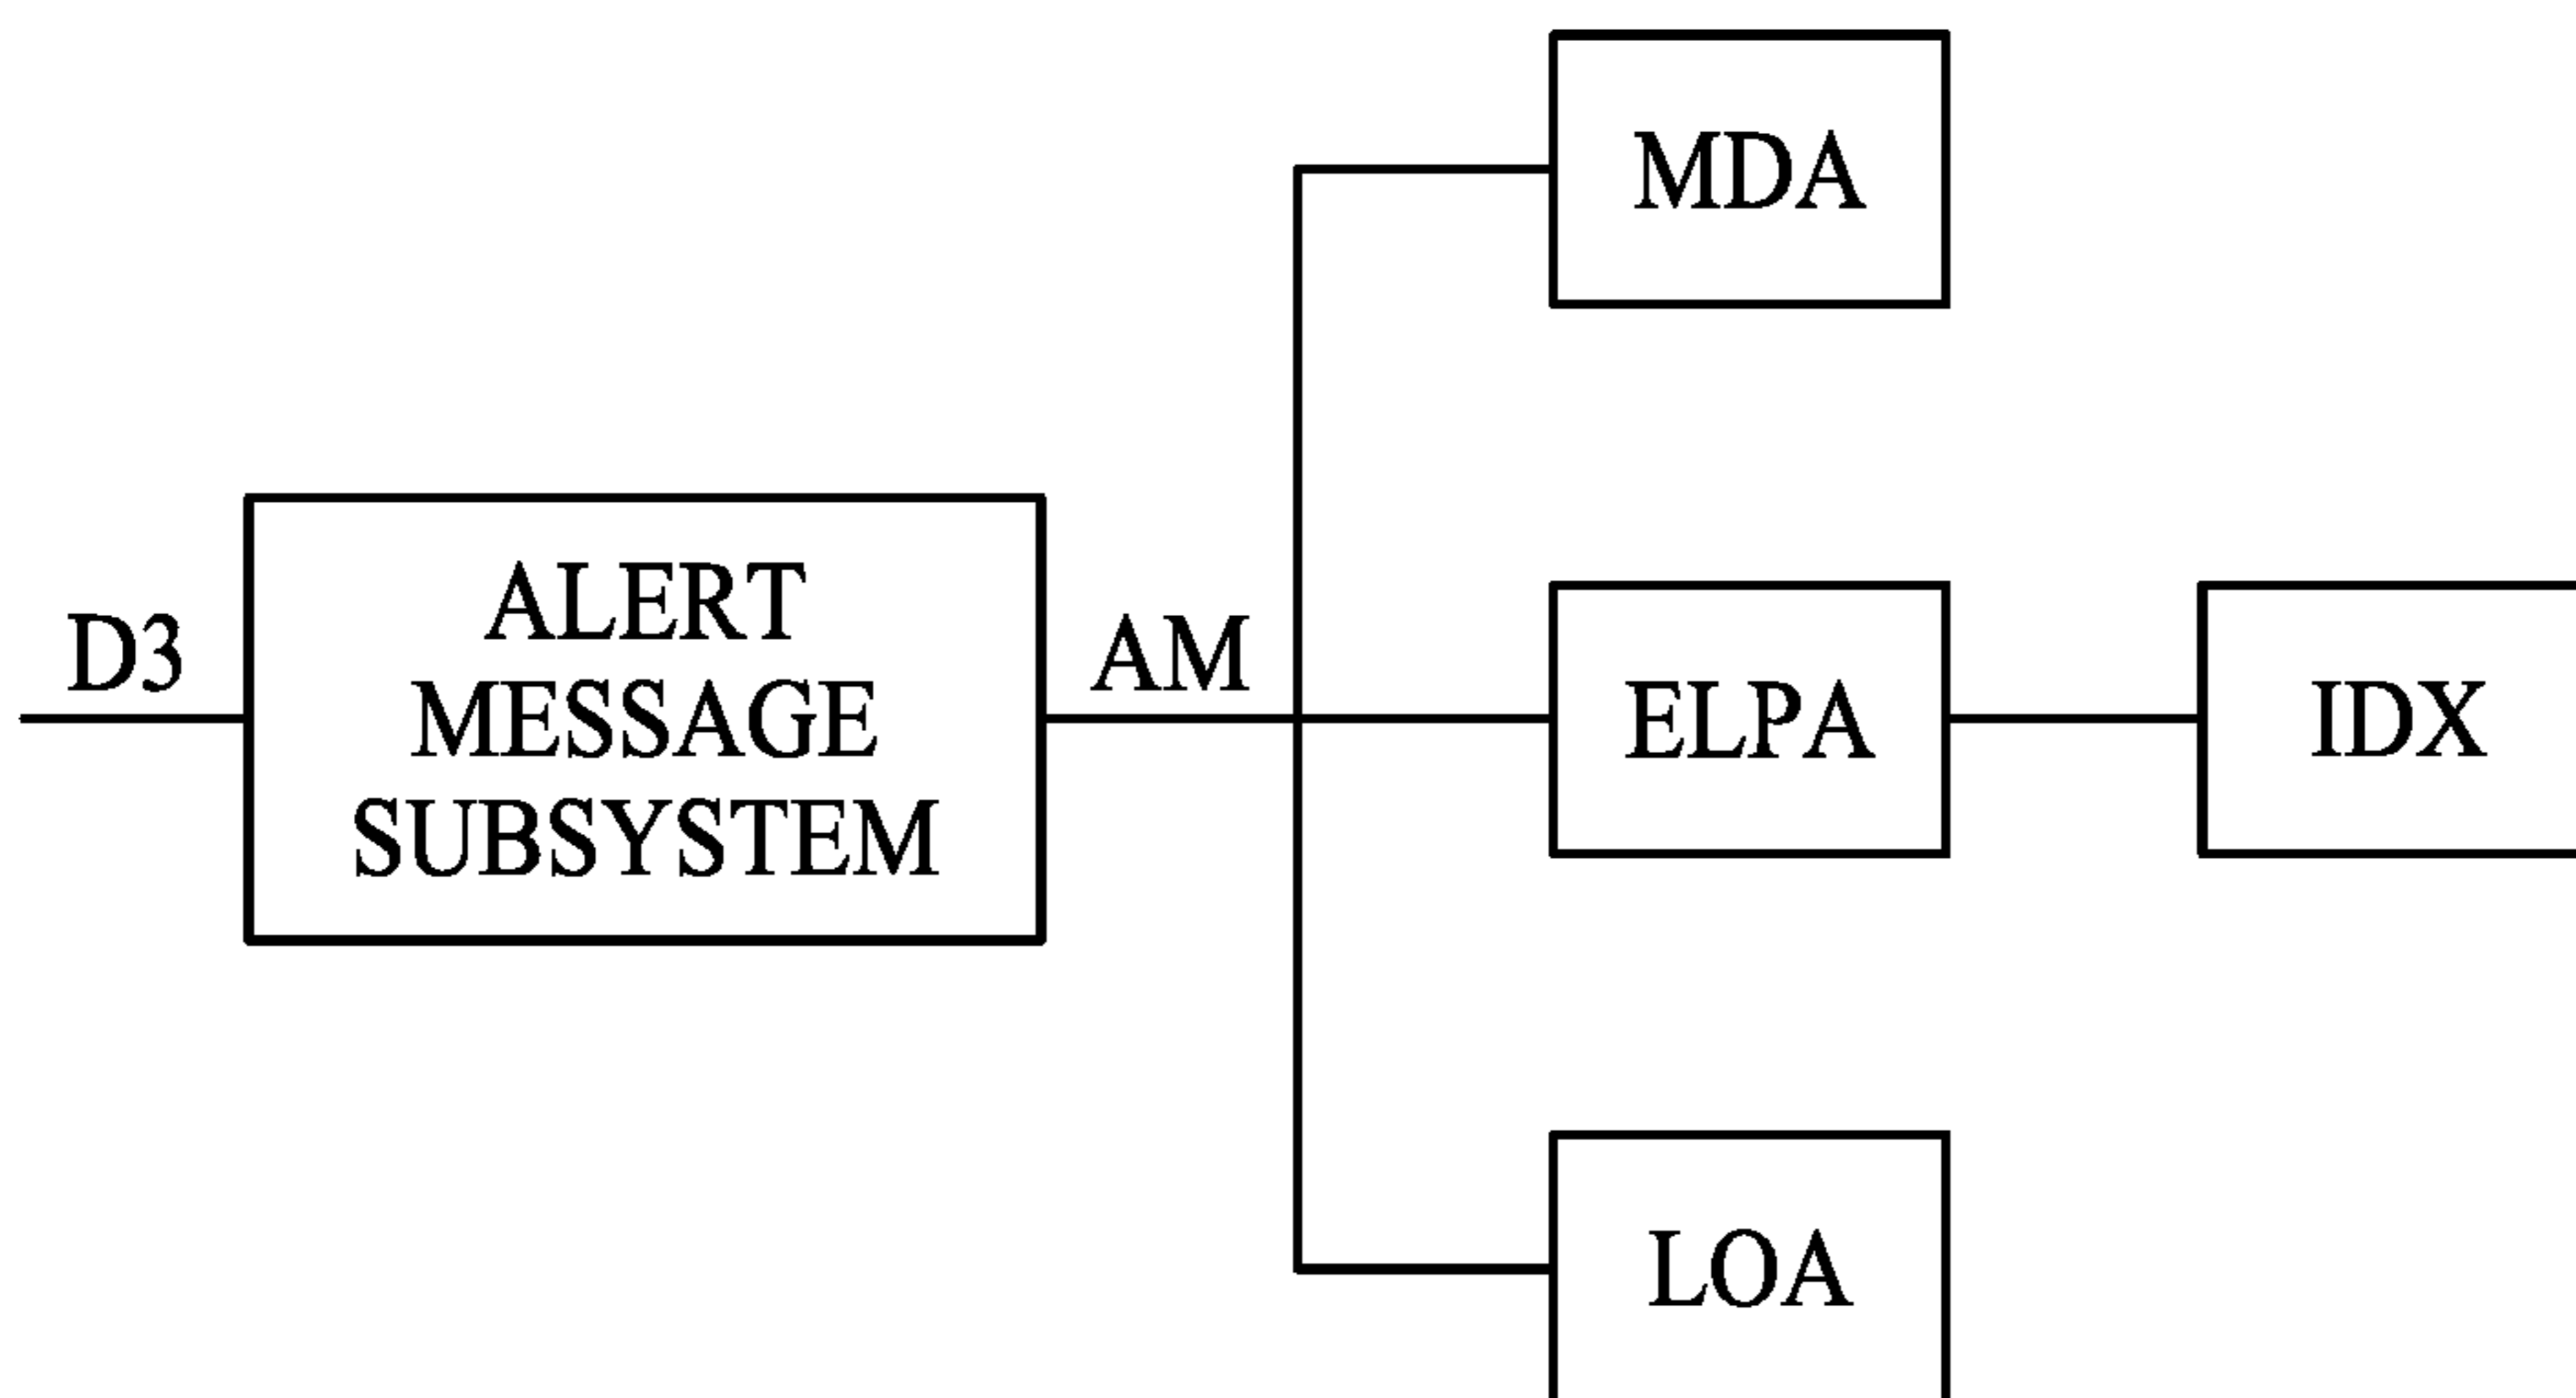 MDA
D3
ALERT
MESSAGE
SUBSYSTEM
AM
ELPA
IDX
LOA